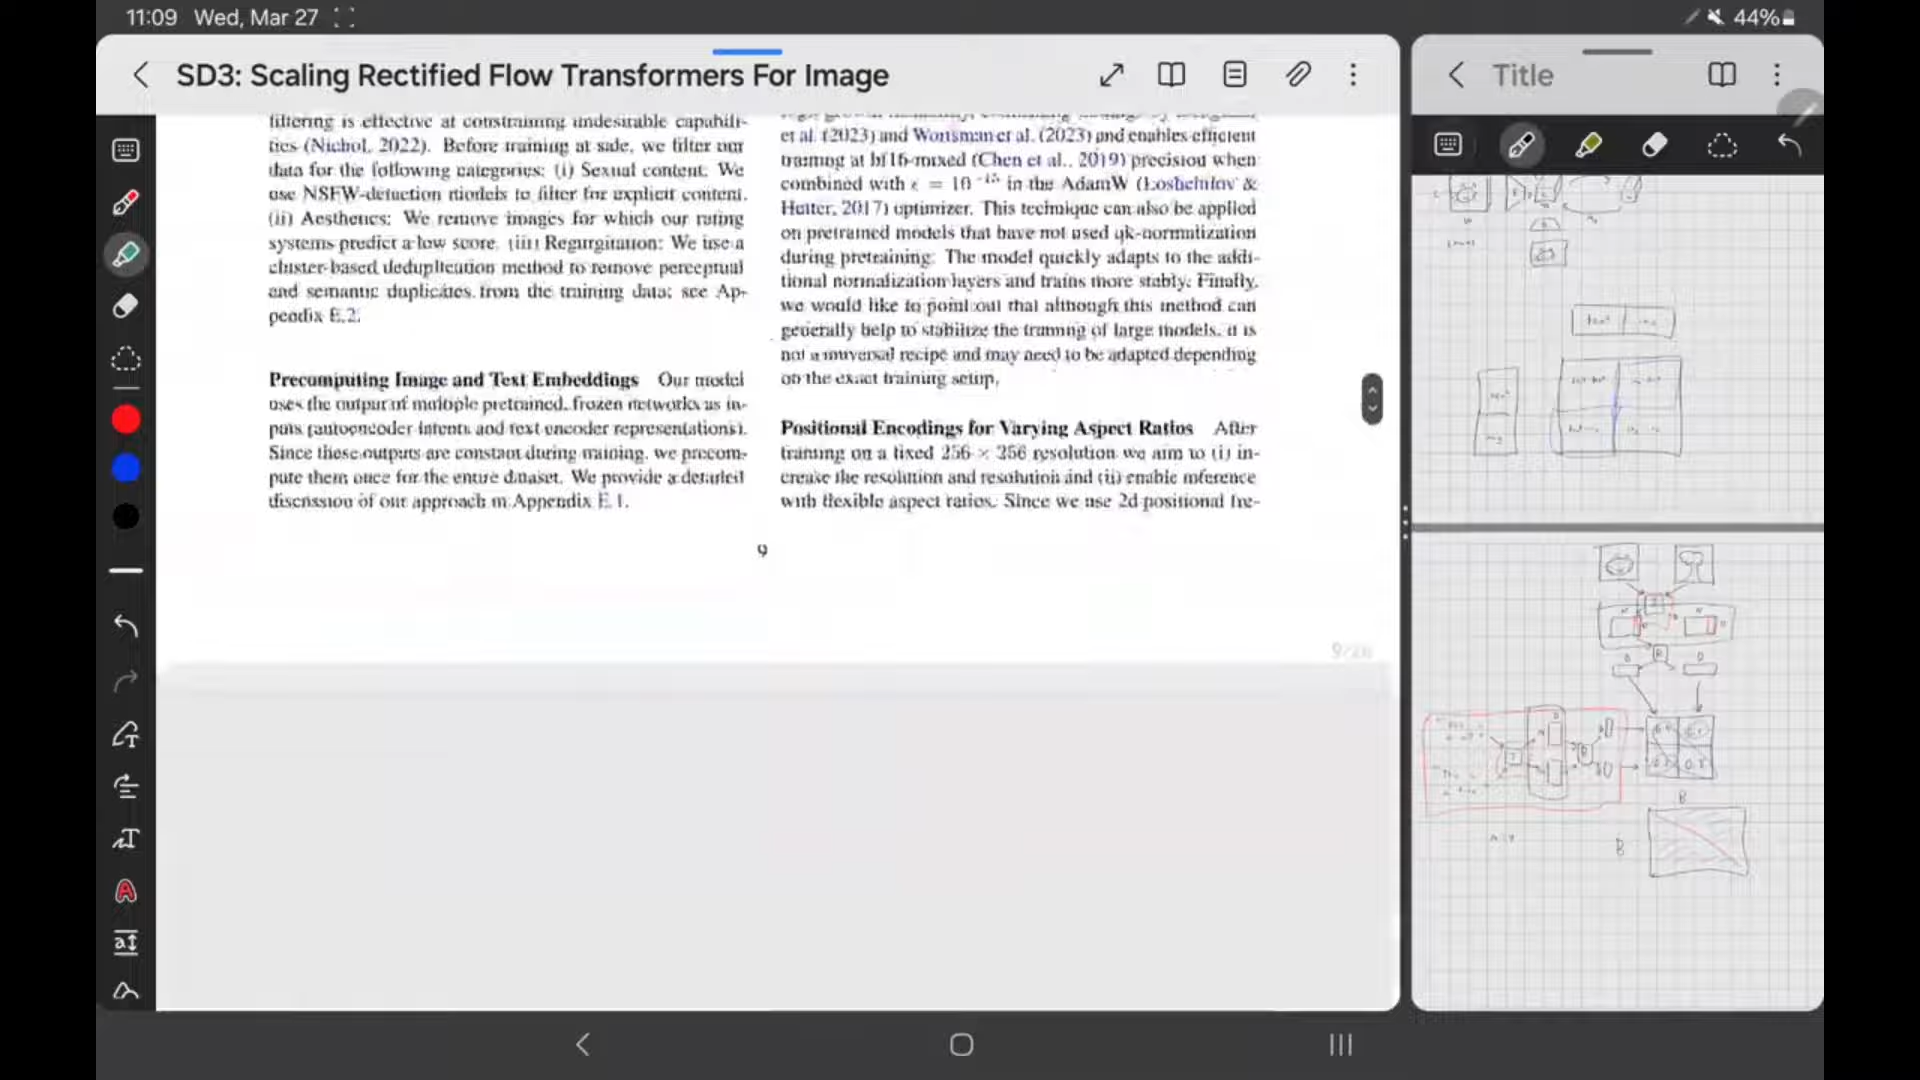 11:09 Wed, Mar 27
44%
SD3: Scaling Rectified Flow Transformers For Image
filtering is effective at constraining undesirable capabili-
ties (Nichol, 2022). Before training at sale, we filter our
data for the following categories: (i) Sexual content: We
use NSFW-detection models to filter for explicit content.
(ii) Aesthetics: We remove images for which our rating
systems predict a low score. (iii) Regurgitation: We use a
cluster-based deduplication method to remove perceptual
and semantic duplicates from the training data; see Ap-
pendix E.2.
Precomputing Image and Text Embeddings Our model
uses the output of multiple pretrained, frozen networks as in-
puts (autoencoder latents and text encoder representations).
Since these outputs are constant during training, we precom-
pute them once for the entire dataset. We provide a detailed
discussion of our approach in Appendix E.1.
et al. (2023) and Wortsman et al. (2023) and enables efficient
training at bf16-mixed (Chen et al., 2019) precision when
combined with ϵ = 10⁻¹⁵ in the AdamW (Loshchilov &
Hutter, 2017) optimizer. This technique can also be applied
on pretrained models that have not used qk-normalization
during pretraining: The model quickly adapts to the addi-
tional normalization layers and trains more stably. Finally,
we would like to point out that although this method can
generally help to stabilize the training of large models, it is
not a universal recipe and may need to be adapted depending
on the exact training setup.
Positional Encodings for Varying Aspect Ratios After
training on a fixed 256 × 256 resolution we aim to (i) in-
crease the resolution and resolution and (ii) enable inference
with flexible aspect ratios. Since we use 2d positional fre-
9
Title
B
B